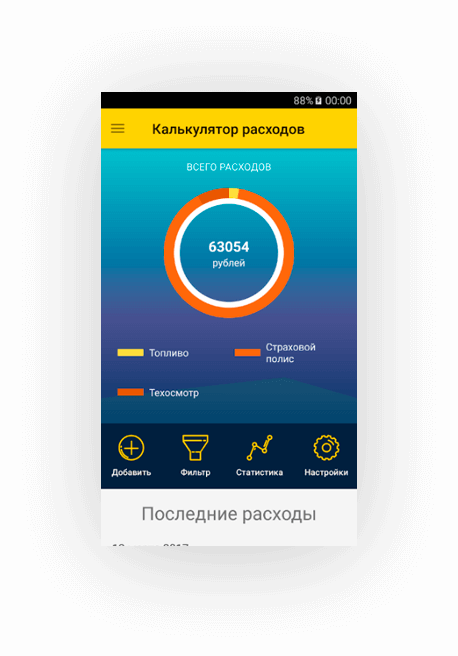 88% 00:00
Калькулятор расходов
ВСЕГО РАСХОДОВ
63054
рублей
Топливо
Страховой
полис
Техосмотр
Добавить Фильтр Статистика Настройки
Последние расходы